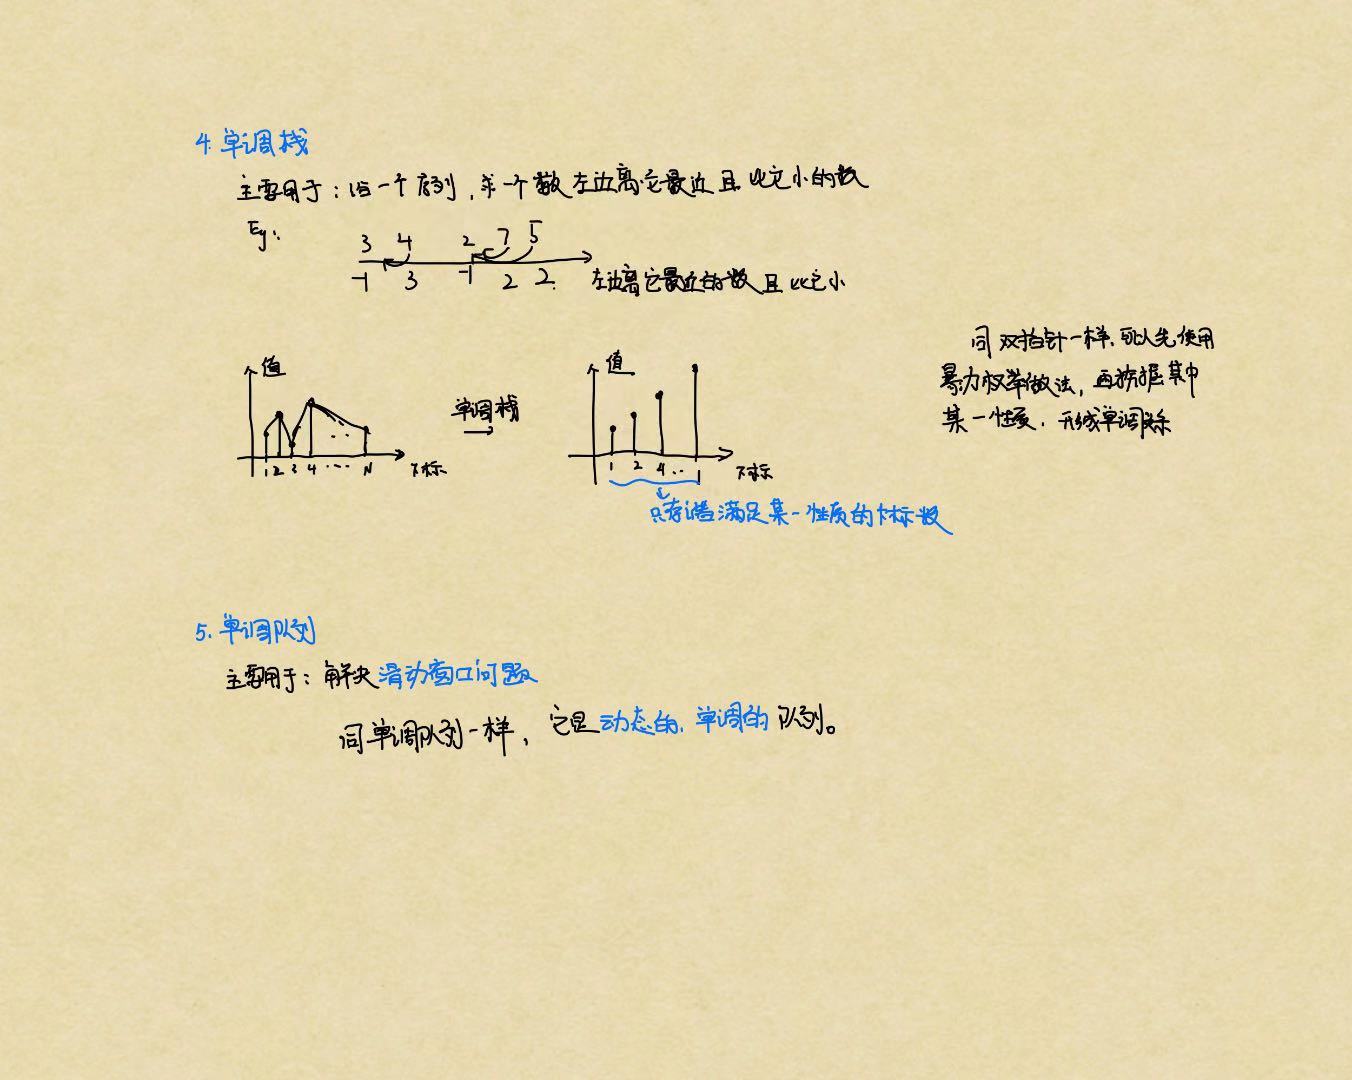 4. 单调栈
主要用于：给一个序列，求一个数左边离它最近且比它小的数
Eg：
3 4 2 7 5
-1 3 -1 2 2
左边离它最近的数且比它小
同双指针一样，可以先使用
暴力枚举做法，再挖掘其中
某一性质，形成单调关系
值
1 2 3 4 ···· N 下标
单调栈
值
1 2 4 ··
下标
只存储满足某一性质的下标数
5. 单调队列
主要用于：解决滑动窗口问题
同单调队列一样，它是动态的、单调的队列。